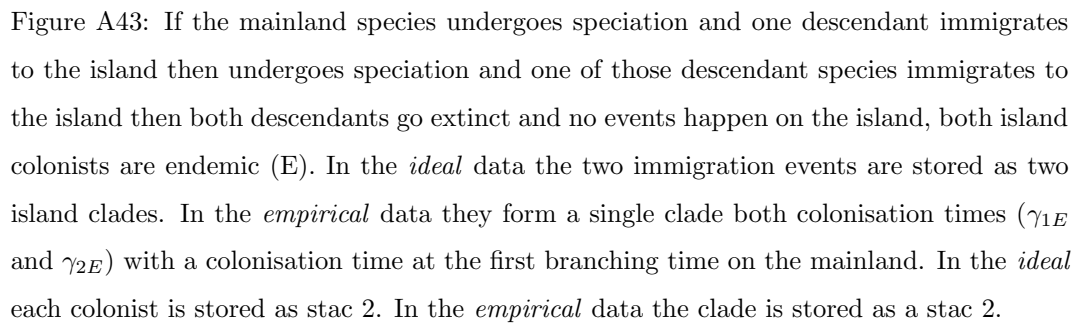 Figure A43: If the mainland species undergoes speciation and one descendant immigrates
to the island then undergoes speciation and one of those descendant species immigrates to
the island then both descendants go extinct and no events happen on the island, both island
colonists are endemic (E). In the ideal data the two immigration events are stored as two
island clades. In the empirical data they form a single clade both colonisation times (γ1E
and γ2E) with a colonisation time at the first branching time on the mainland. In the ideal
each colonist is stored as stac 2. In the empirical data the clade is stored as a stac 2.